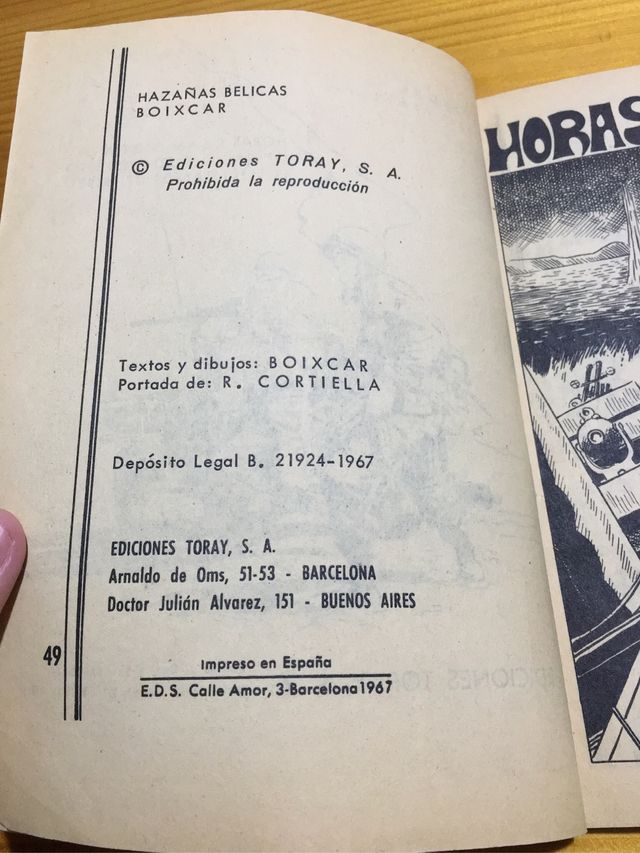 HAZAÑAS BELICAS
BOIXCAR
© Ediciones TORAY, S. A.
Prohibida la reproducción
Textos y dibujos: BOIXCAR
Portada de: R. CORTIELLA
Depósito Legal B. 21924-1967
EDICIONES TORAY, S. A.
Arnaldo de Oms, 51-53 - BARCELONA
Doctor Julián Alvarez, 151 - BUENOS AIRES
49
Impreso en España
E.D.S. Calle Amor, 3-Barcelona 1967
HORAS